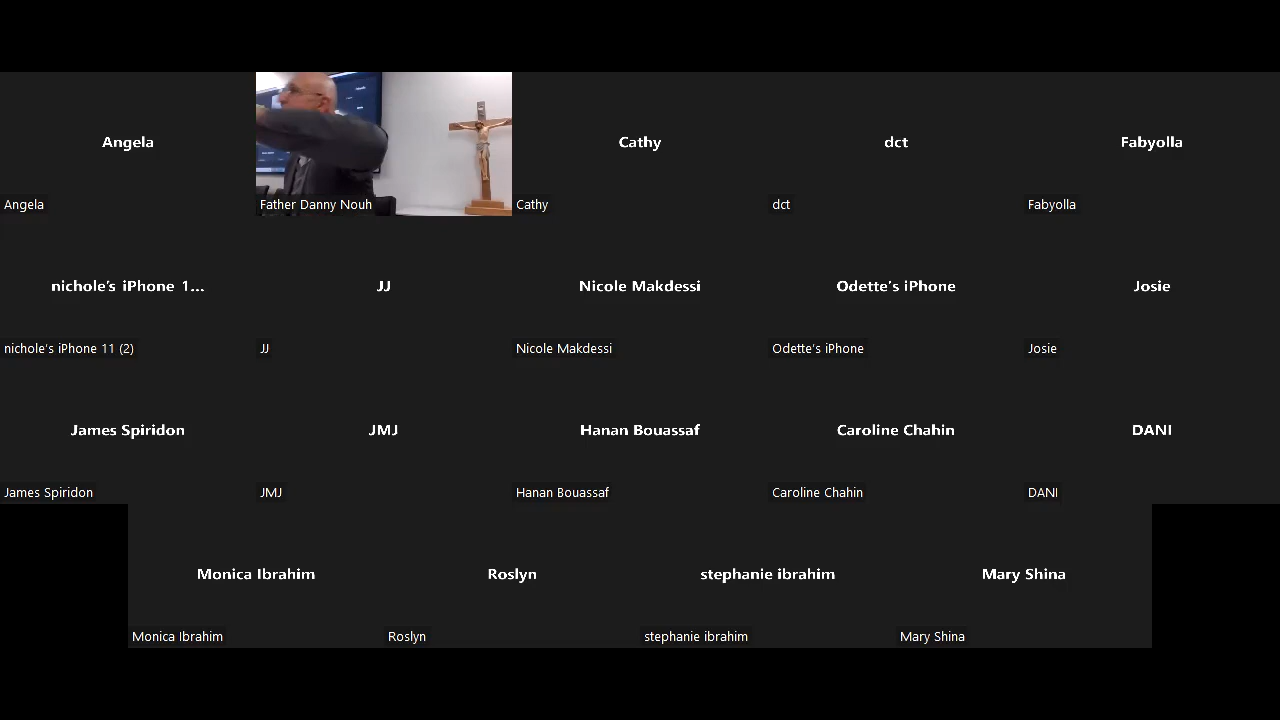 Angela
Angela
Father Danny Nouh
Cathy
Cathy
dct
dct
Fabyolla
Fabyolla
nichole's iPhone 1...
nichole's iPhone 11 (2)
JJ
JJ
Nicole Makdessi
Nicole Makdessi
Odette's iPhone
Odette's iPhone
Josie
Josie
James Spiridon
James Spiridon
JMJ
JMJ
Hanan Bouassaf
Hanan Bouassaf
Caroline Chahin
Caroline Chahin
DANI
DANI
Monica Ibrahim
Monica Ibrahim
Roslyn
Roslyn
stephanie ibrahim
stephanie ibrahim
Mary Shina
Mary Shina